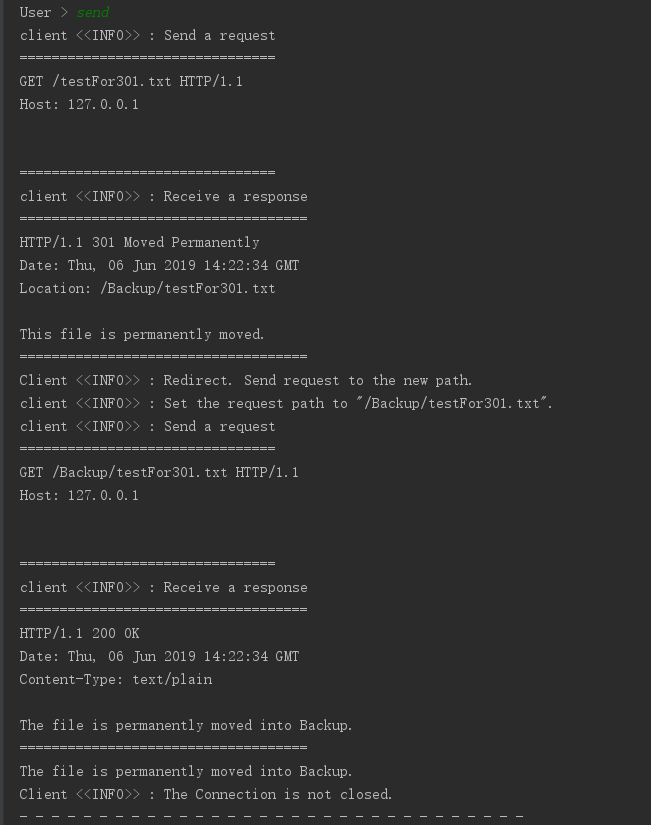 User > send
client <<INFO>> : Send a request
================================
GET /testFor301.txt HTTP/1.1
Host: 127.0.0.1
================================
client <<INFO>> : Receive a response
====================================
HTTP/1.1 301 Moved Permanently
Date: Thu, 06 Jun 2019 14:22:34 GMT
Location: /Backup/testFor301.txt
This file is permanently moved.
====================================
Client <<INFO>> : Redirect. Send request to the new path.
client <<INFO>> : Set the request path to "/Backup/testFor301.txt".
client <<INFO>> : Send a request
================================
GET /Backup/testFor301.txt HTTP/1.1
Host: 127.0.0.1
================================
client <<INFO>> : Receive a response
====================================
HTTP/1.1 200 OK
Date: Thu, 06 Jun 2019 14:22:34 GMT
Content-Type: text/plain
The file is permanently moved into Backup.
====================================
The file is permanently moved into Backup.
Client <<INFO>> : The Connection is not closed.
- - - - - - - - - - - - - - - - - - - - - - - - - - - - - - - -